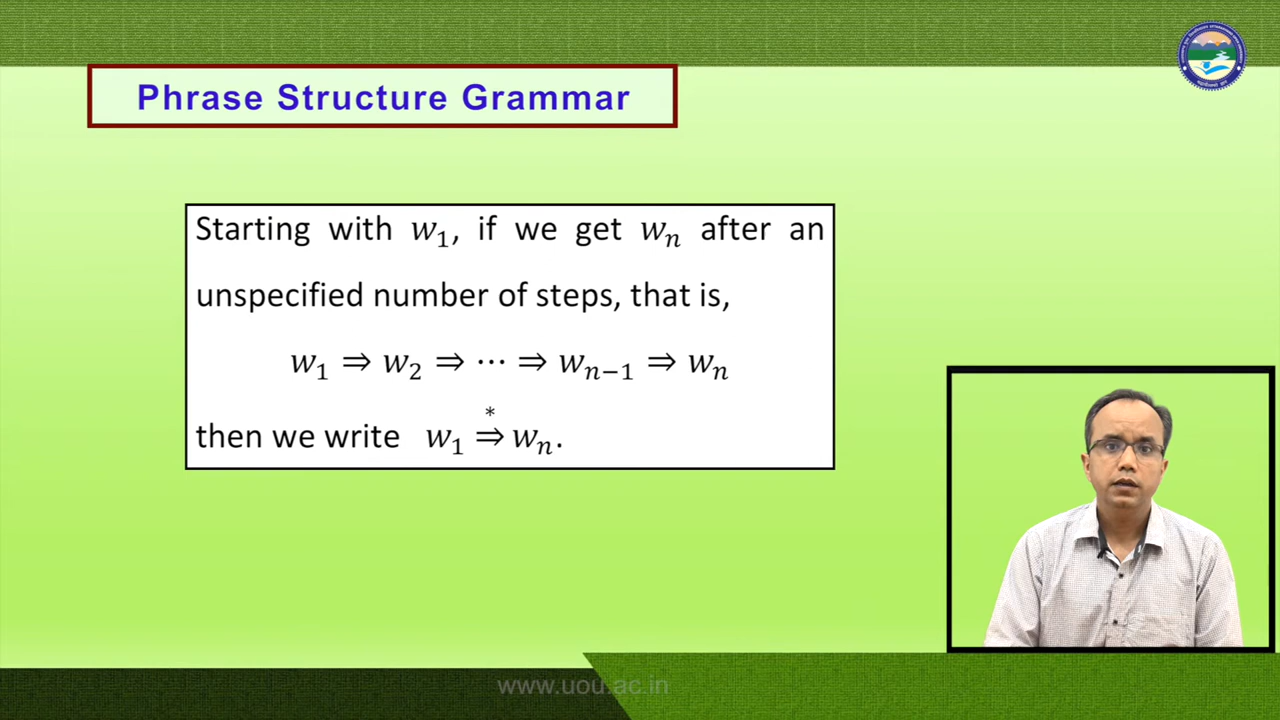 Phrase Structure Grammar
Starting with w₁, if we get wₙ after an
unspecified number of steps, that is,
w₁ ⇒ w₂ ⇒ ⋯ ⇒ wₙ₋₁ ⇒ wₙ
then we write w₁ ⇒* wₙ.
www.uou.ac.in